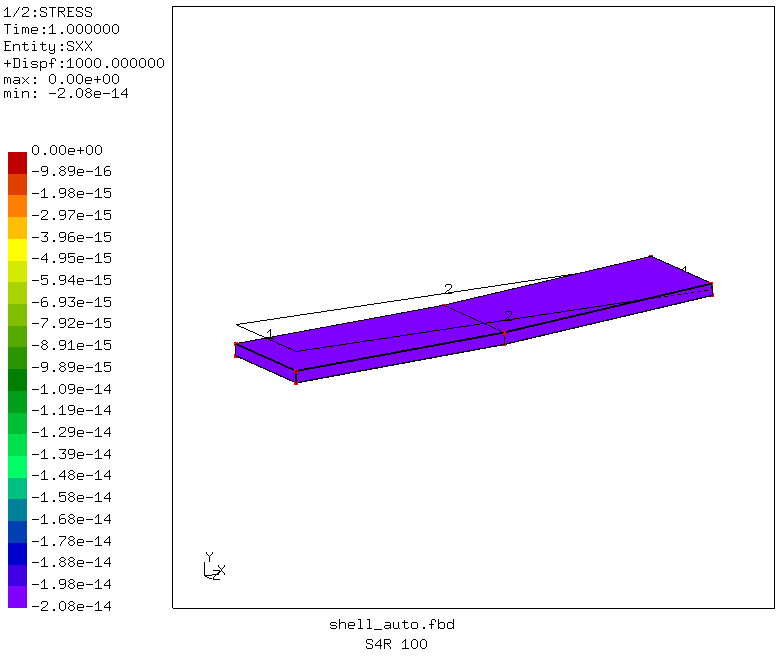 1/2:STRESS
Time:1.000000
Entity:SXX
+Dispf:1000.000000
max: 0.00e+00
min: -2.08e-14
0.00e+00
-9.89e-16
-1.98e-15
-2.97e-15
-3.96e-15
-4.95e-15
-5.94e-15
-6.93e-15
-7.92e-15
-8.91e-15
-9.89e-15
-1.09e-14
-1.19e-14
-1.29e-14
-1.39e-14
-1.48e-14
-1.58e-14
-1.68e-14
-1.78e-14
-1.88e-14
-1.98e-14
-2.08e-14
1
2
2
1
Y
X
Z
shell_auto.fbd
S4R 100